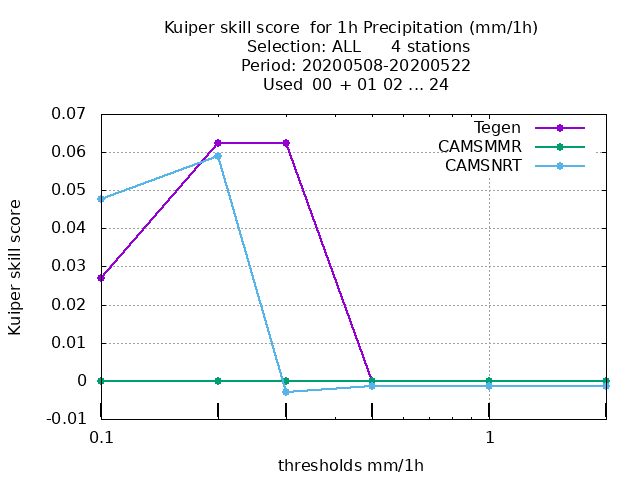 Kuiper skill score  for 1h Precipitation (mm/1h)
Selection: ALL      4 stations
Period: 20200508-20200522
Used  00 + 01 02 ... 24
0.07
0.06
0.05
0.04
0.03
0.02
0.01
0
-0.01
Kuiper skill score
Tegen
CAMSMMR
CAMSNRT
0.1
1
thresholds mm/1h